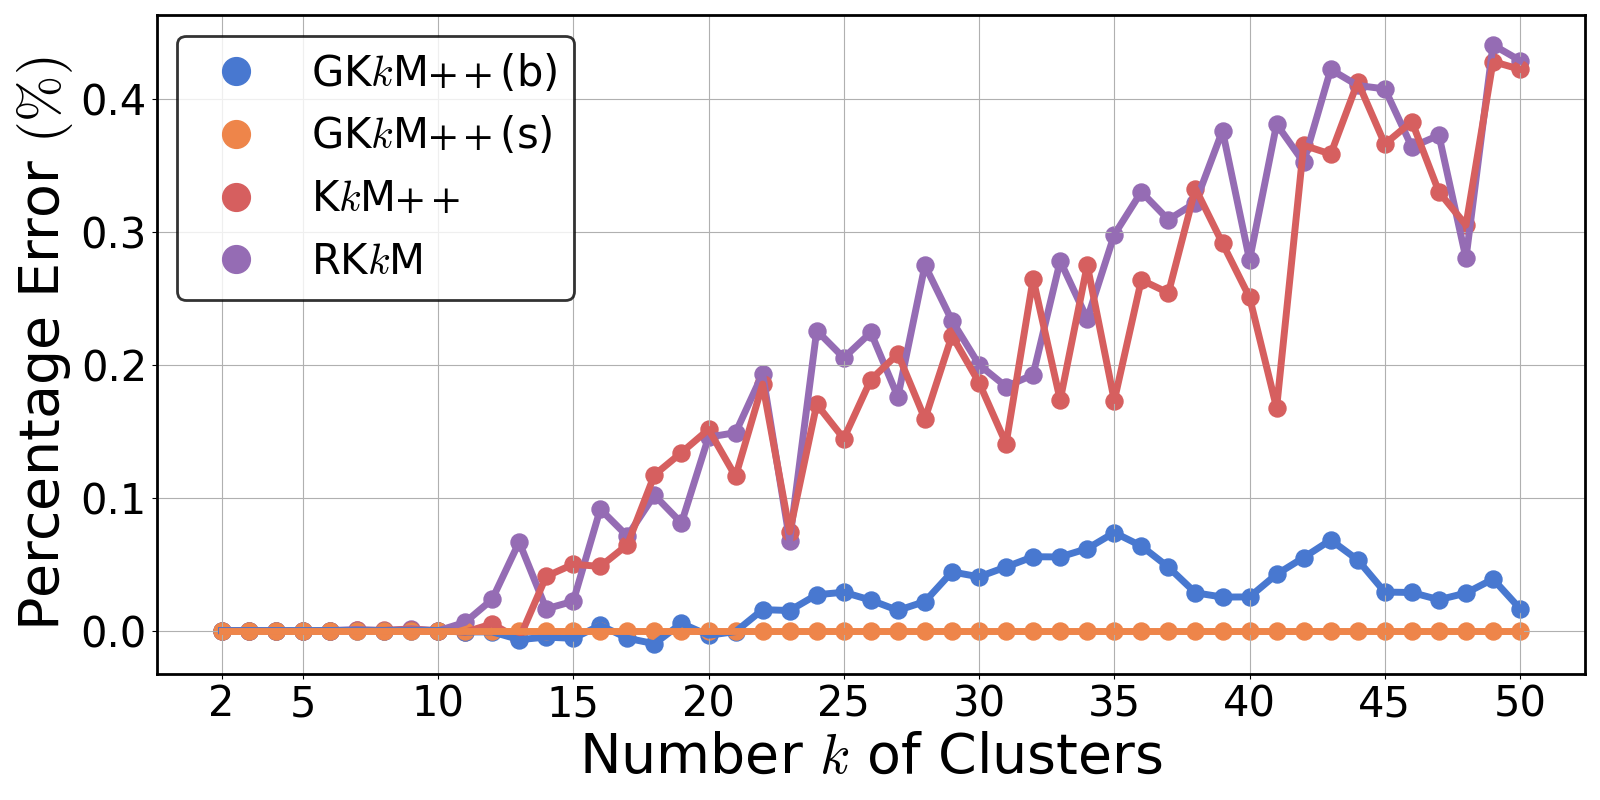 GKkM++(b)
GKkM++(s)
KkM++
RKkM
Percentage Error (%)
0.4
0.3
0.2
0.1
0.0
2 5 10 15 20 25 30 35 40 45 50
Number k of Clusters